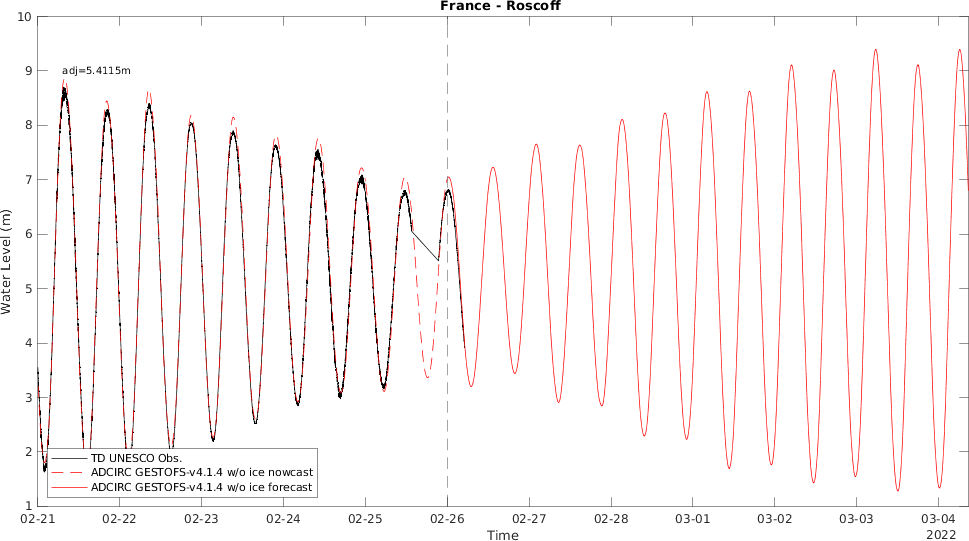 France - Roscoff
10
9
8
7
6
5
4
3
2
1
Water Level (m)
adj=5.4115m
TD UNESCO Obs.
ADCIRC GESTOFS-v4.1.4 w/o ice nowcast
ADCIRC GESTOFS-v4.1.4 w/o ice forecast
02-21 02-22 02-23 02-24 02-25 02-26 02-27 02-28 03-01 03-02 03-03 03-04
Time
2022